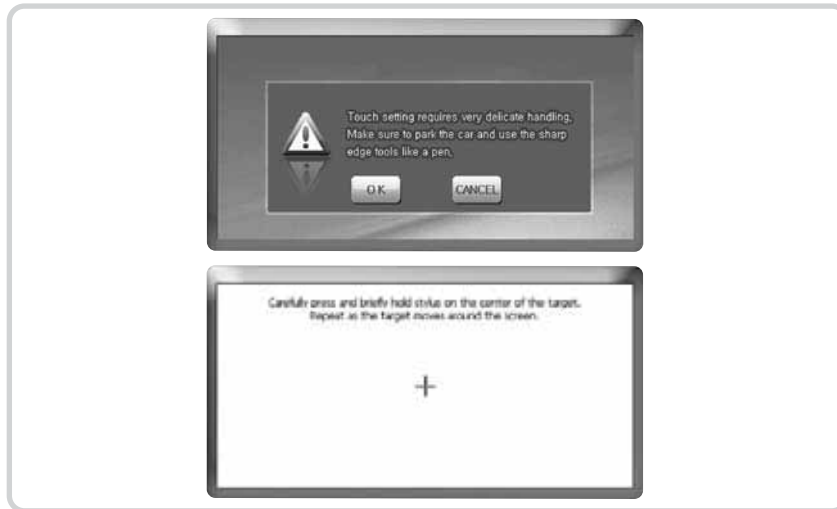 Touch setting requires very delicate handling,
Make sure to park the car and use the sharp
edge tools like a pen,
OK
CANCEL
Carefully press and briefly hold stylus on the center of the target.
Repeat as the target moves around the screen.